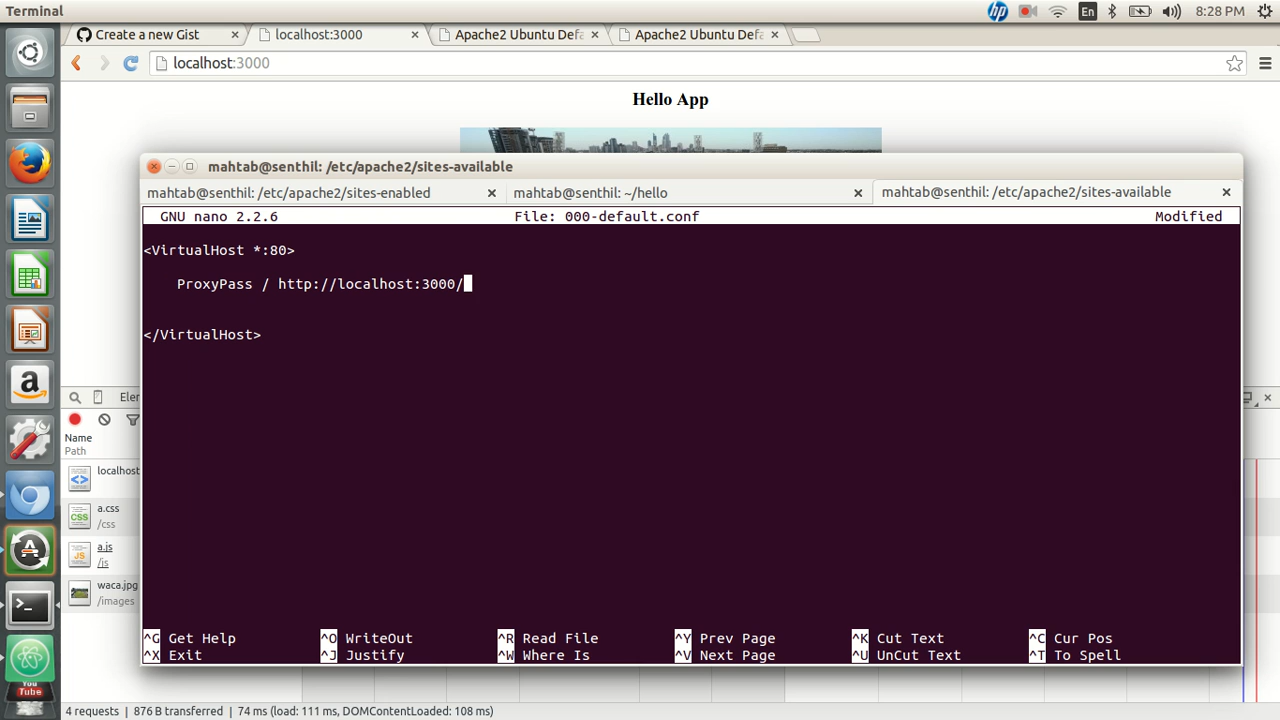 Terminal
En
8:28 PM
Create a new Gist
localhost:3000
Apache2 Ubuntu Defa
Apache2 Ubuntu Defa
localhost:3000
Hello App
mahtab@senthil: /etc/apache2/sites-available
mahtab@senthil: /etc/apache2/sites-enabled
mahtab@senthil: ~/hello
mahtab@senthil: /etc/apache2/sites-available
GNU nano 2.2.6 File: 000-default.conf Modified
<VirtualHost *:80>
ProxyPass / http://localhost:3000/
</VirtualHost>
^G Get Help ^O WriteOut ^R Read File ^Y Prev Page ^K Cut Text ^C Cur Pos
^X Exit ^J Justify ^W Where Is ^V Next Page ^U UnCut Text ^T To Spell
Eler
Name
Path
localhost
a.css
/css
a.js
/js
waca.jpg
/images
You
Tube
4 requests | 876 B transferred | 74 ms (load: 111 ms, DOMContentLoaded: 108 ms)